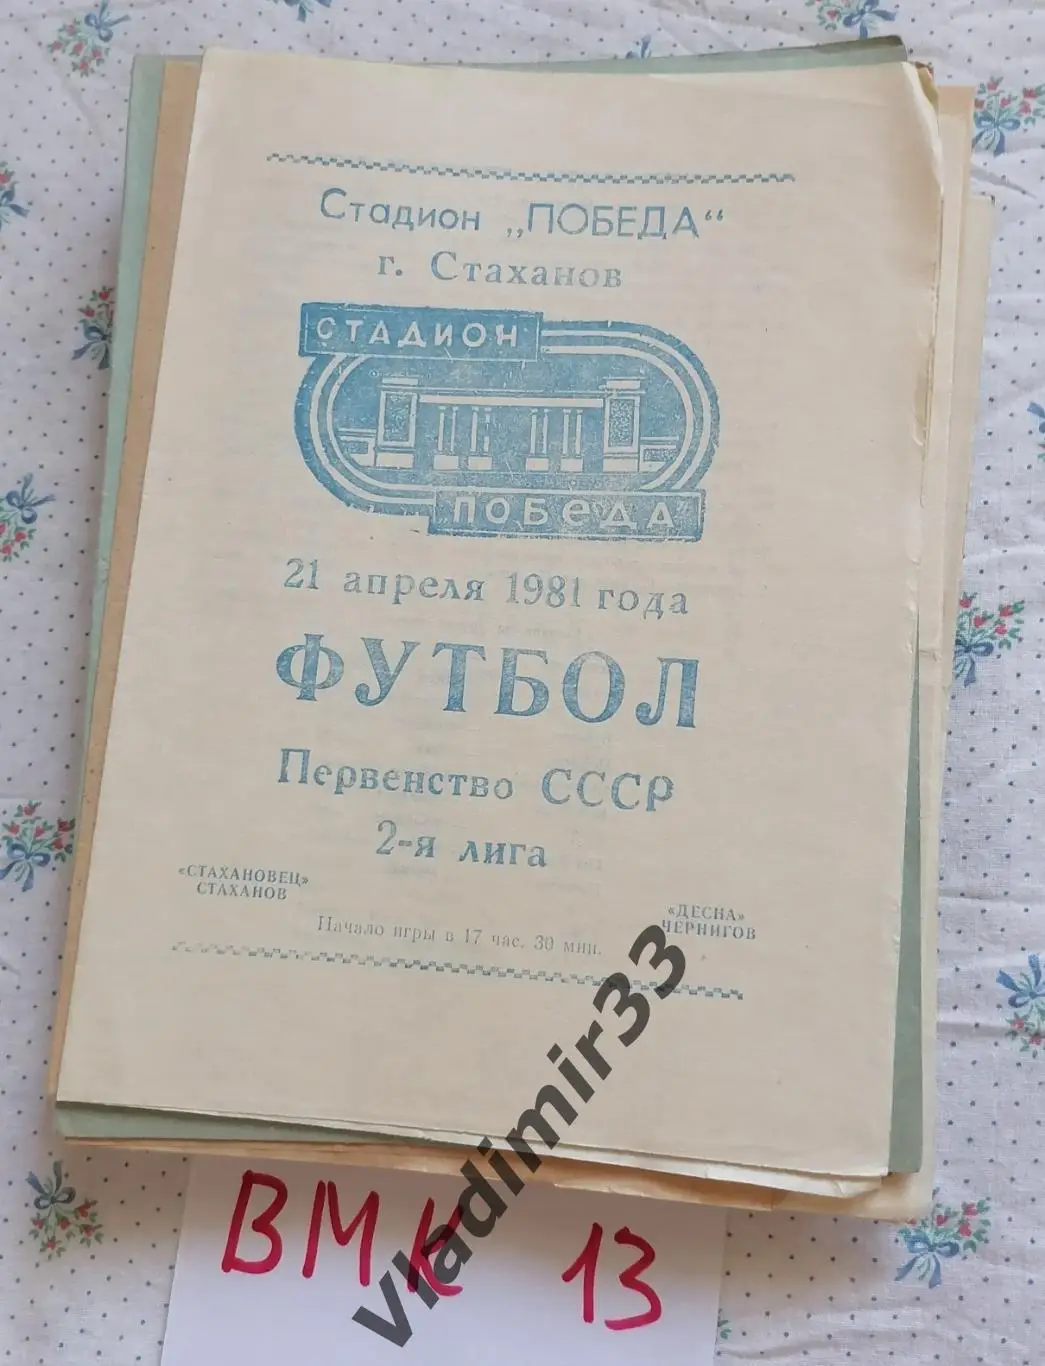 Стадион „ПОБЕДА“
г. Стаханов
СТАДИОН
„ПОБЕДА"
21 апреля 1981 года
ФУТБОЛ
Первенство СССР
2-я лига
«СТАХАНОВЕЦ»
СТАХАНОВ
«ДЕСНА»
ЧЕРНИГОВ
Начало игры в 17 час. 30 мин.
vladimir33
ВМК 13